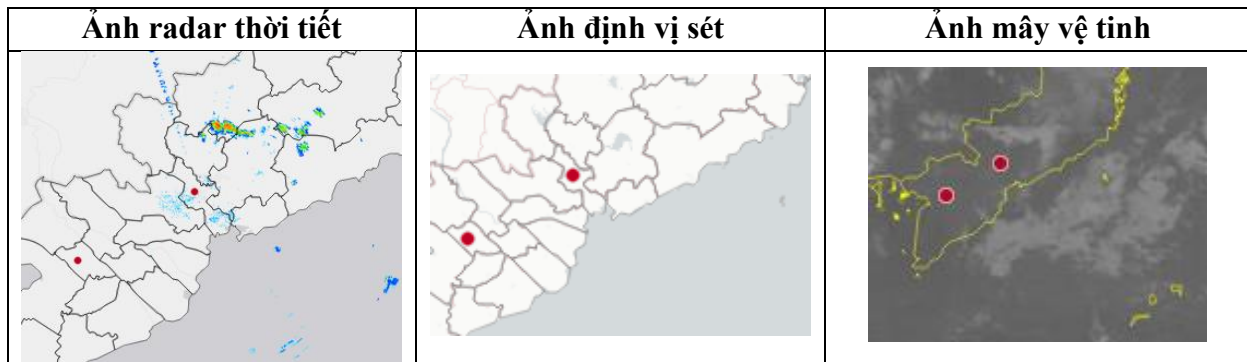 Ảnh radar thời tiết
Ảnh định vị sét
Ảnh mây vệ tinh